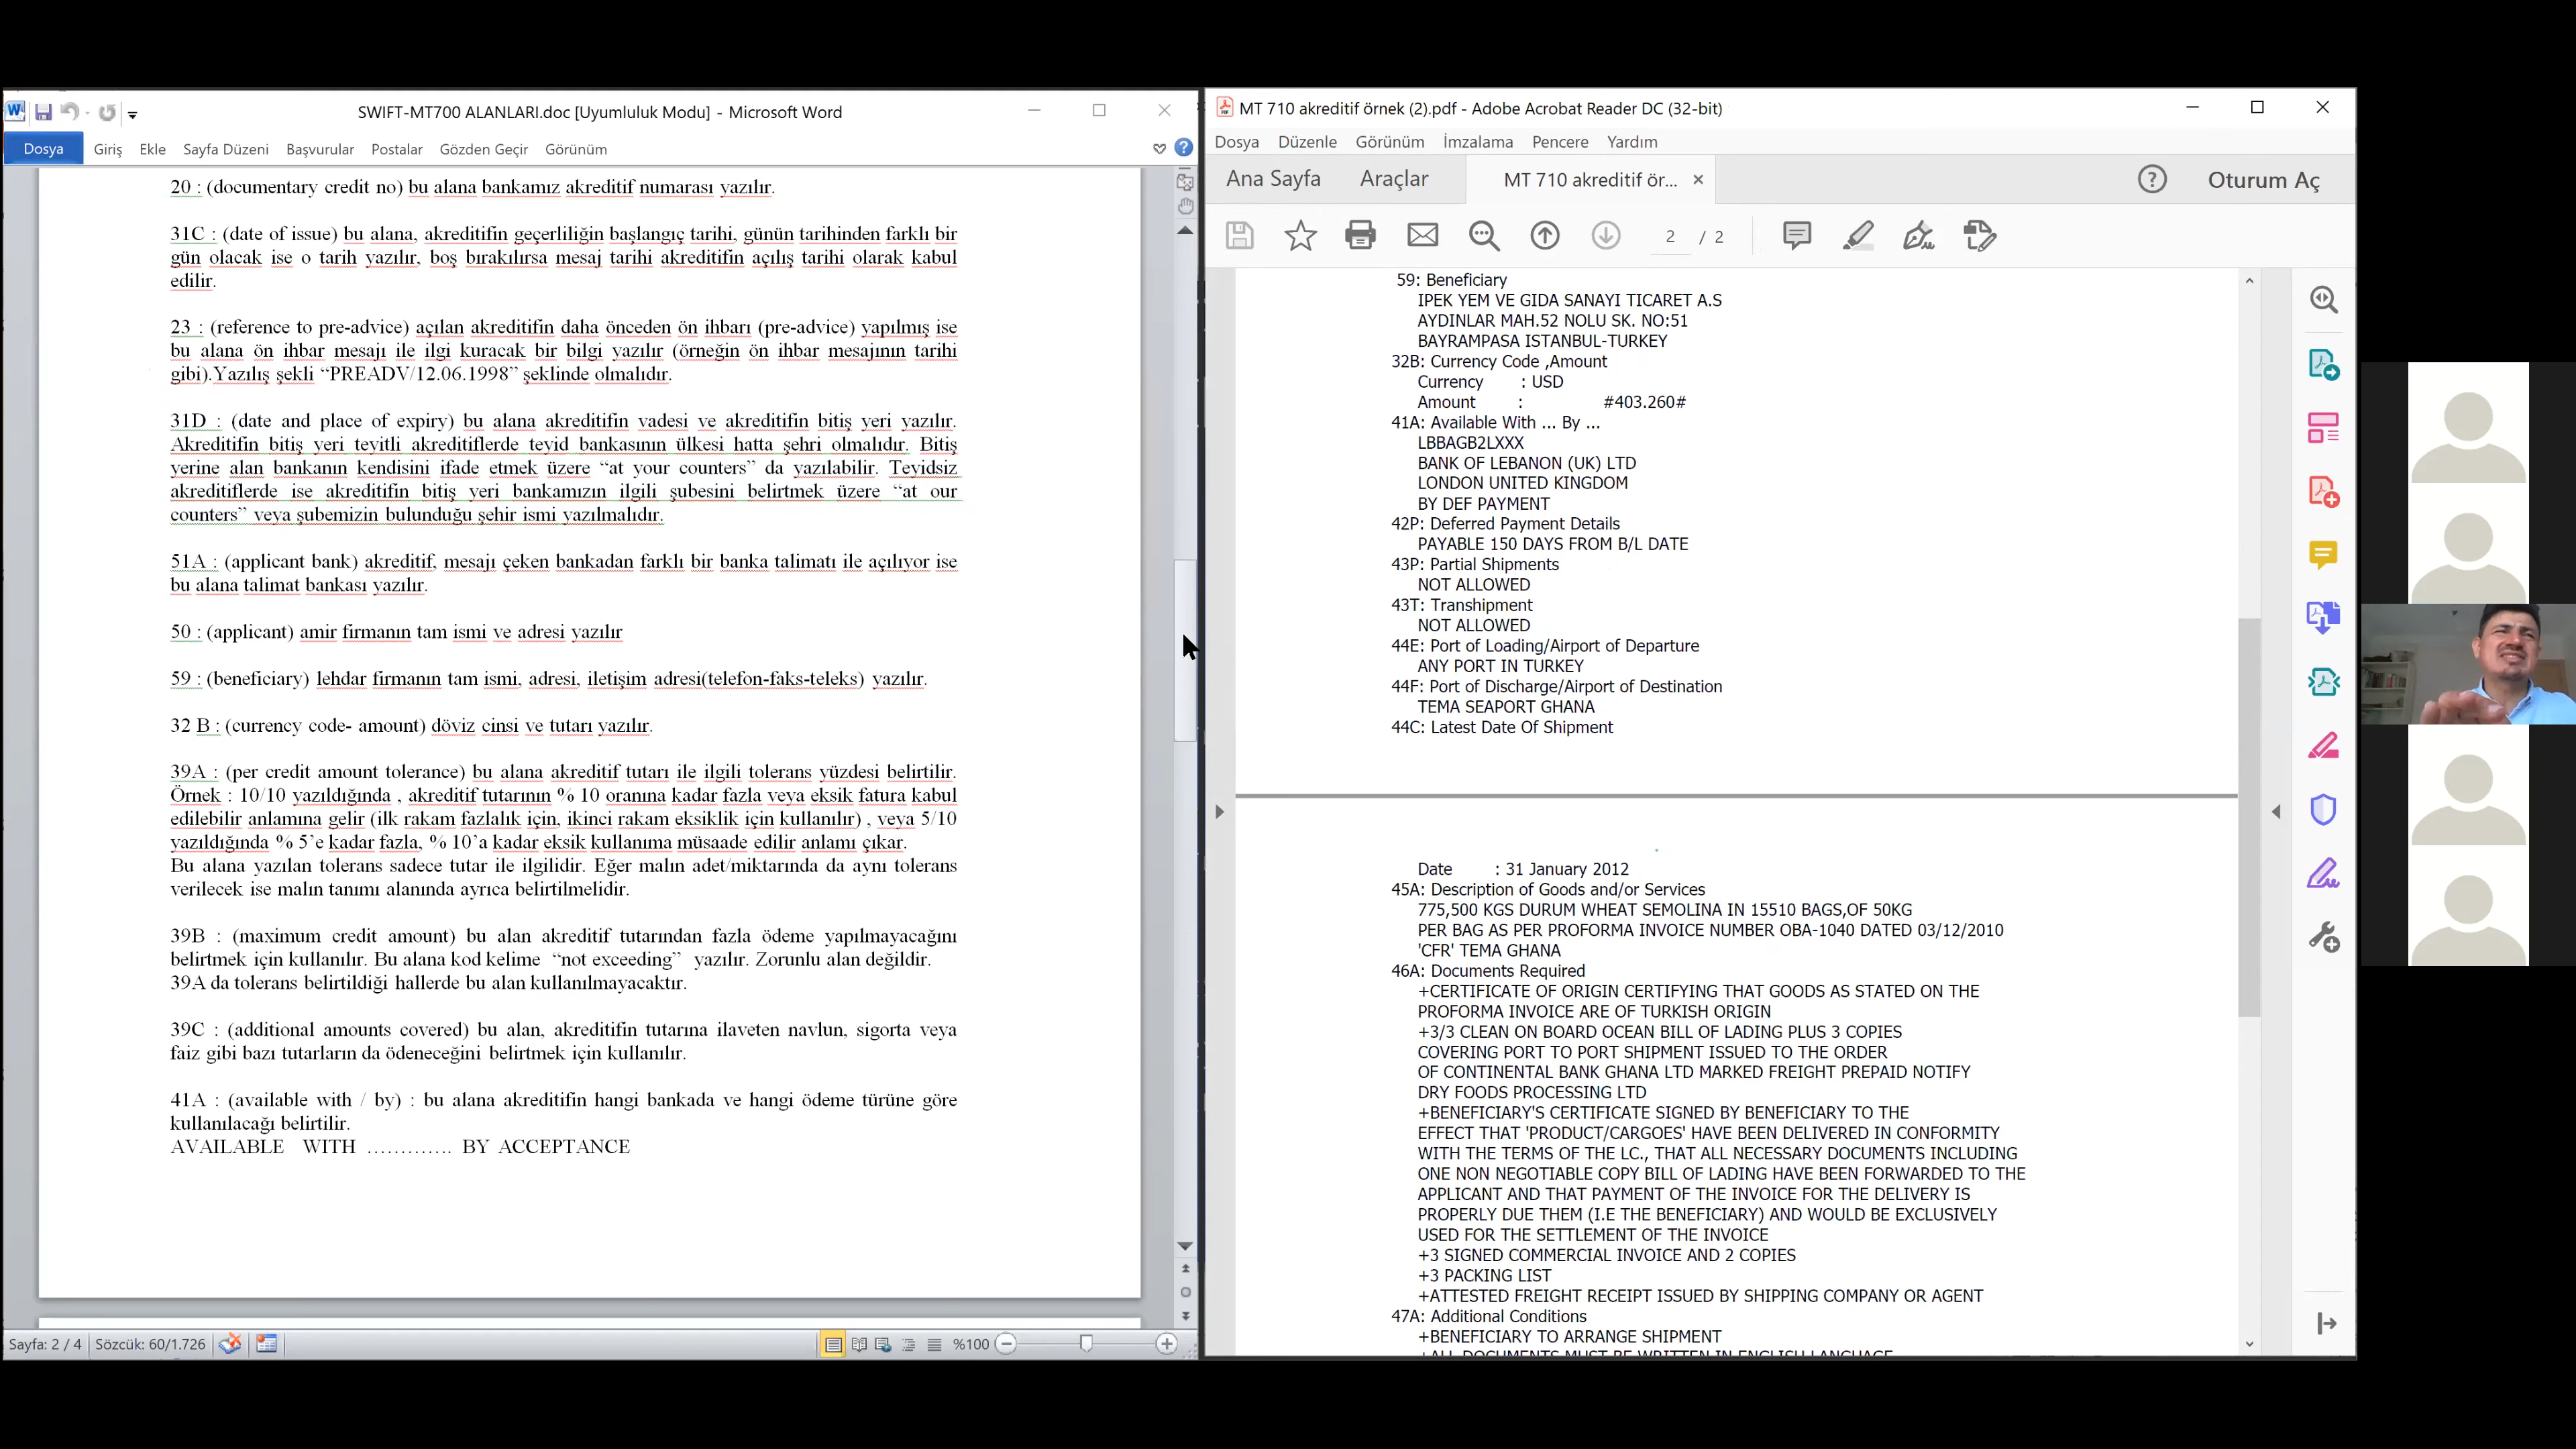 SWIFT-MT700 ALANLARI.doc [Uyumluluk Modu] - Microsoft Word
Dosya Giriş Ekle Sayfa Düzeni Başvurular Postalar Gözden Geçir Görünüm
20 : (documentary credit no) bu alana bankamız akreditif numarası yazılır.
31C : (date of issue) bu alana, akreditifin geçerliliğin başlangıç tarihi, günün tarihinden farklı bir
gün olacak ise o tarih yazılır, boş bırakılırsa mesaj tarihi akreditifin açılış tarihi olarak kabul
edilir.
23 : (reference to pre-advice) açılan akreditifin daha önceden ön ihbarı (pre-advice) yapılmış ise
bu alana ön ihbar mesajı ile ilgi kuracak bir bilgi yazılır (örneğin ön ihbar mesajının tarihi
gibi).Yazılış şekli “PREADV/12.06.1998” şeklinde olmalıdır.
31D : (date and place of expiry) bu alana akreditifin vadesi ve akreditifin bitiş yeri yazılır.
Akreditifin bitiş yeri teyitli akreditiflerde teyid bankasının ülkesi hatta şehri olmalıdır. Bitiş
yerine alan bankanın kendisini ifade etmek üzere “at your counters” da yazılabilir. Teyidsiz
akreditiflerde ise akreditifin bitiş yeri bankamızın ilgili şubesini belirtmek üzere “at our
counters” veya şubemizin bulunduğu şehir ismi yazılmalıdır.
51A : (applicant bank) akreditif, mesajı çeken bankadan farklı bir banka talimatı ile açılıyor ise
bu alana talimat bankası yazılır.
50 : (applicant) amir firmanın tam ismi ve adresi yazılır
59 : (beneficiary) lehdar firmanın tam ismi, adresi, iletişim adresi(telefon-faks-teleks) yazılır.
32 B : (currency code- amount) döviz cinsi ve tutarı yazılır.
39A : (per credit amount tolerance) bu alana akreditif tutarı ile ilgili tolerans yüzdesi belirtilir.
Örnek : 10/10 yazıldığında , akreditif tutarının % 10 oranına kadar fazla veya eksik fatura kabul
edilebilir anlamına gelir (ilk rakam fazlalık için, ikinci rakam eksiklik için kullanılır) , veya 5/10
yazıldığında % 5’e kadar fazla, % 10’a kadar eksik kullanıma müsaade edilir anlamı çıkar.
Bu alana yazılan tolerans sadece tutar ile ilgilidir. Eğer malın adet/miktarında da aynı tolerans
verilecek ise malın tanımı alanında ayrıca belirtilmelidir.
39B : (maximum credit amount) bu alan akreditif tutarından fazla ödeme yapılmayacağını
belirtmek için kullanılır. Bu alana kod kelime “not exceeding” yazılır. Zorunlu alan değildir.
39A da tolerans belirtildiği hallerde bu alan kullanılmayacaktır.
39C : (additional amounts covered) bu alan, akreditifin tutarına ilaveten navlun, sigorta veya
faiz gibi bazı tutarların da ödeneceğini belirtmek için kullanılır.
41A : (available with / by) : bu alana akreditifin hangi bankada ve hangi ödeme türüne göre
kullanılacağı belirtilir.
AVAILABLE WITH …………. BY ACCEPTANCE
Sayfa: 2 / 4 Sözcük: 60/1.726 %100
MT 710 akreditif örnek (2).pdf - Adobe Acrobat Reader DC (32-bit)
Dosya Düzenle Görünüm İmzalama Pencere Yardım
Ana Sayfa Araçlar MT 710 akreditif ör... Oturum Aç
2 / 2
59: Beneficiary
IPEK YEM VE GIDA SANAYI TICARET A.S
AYDINLAR MAH.52 NOLU SK. NO:51
BAYRAMPASA ISTANBUL-TURKEY
32B: Currency Code ,Amount
Currency : USD
Amount : #403.260#
41A: Available With ... By ...
LBBAGB2LXXX
BANK OF LEBANON (UK) LTD
LONDON UNITED KINGDOM
BY DEF PAYMENT
42P: Deferred Payment Details
PAYABLE 150 DAYS FROM B/L DATE
43P: Partial Shipments
NOT ALLOWED
43T: Transhipment
NOT ALLOWED
44E: Port of Loading/Airport of Departure
ANY PORT IN TURKEY
44F: Port of Discharge/Airport of Destination
TEMA SEAPORT GHANA
44C: Latest Date Of Shipment
Date : 31 January 2012
45A: Description of Goods and/or Services
775,500 KGS DURUM WHEAT SEMOLINA IN 15510 BAGS,OF 50KG
PER BAG AS PER PROFORMA INVOICE NUMBER OBA-1040 DATED 03/12/2010
'CFR' TEMA GHANA
46A: Documents Required
+CERTIFICATE OF ORIGIN CERTIFYING THAT GOODS AS STATED ON THE
PROFORMA INVOICE ARE OF TURKISH ORIGIN
+3/3 CLEAN ON BOARD OCEAN BILL OF LADING PLUS 3 COPIES
COVERING PORT TO PORT SHIPMENT ISSUED TO THE ORDER
OF CONTINENTAL BANK GHANA LTD MARKED FREIGHT PREPAID NOTIFY
DRY FOODS PROCESSING LTD
+BENEFICIARY'S CERTIFICATE SIGNED BY BENEFICIARY TO THE
EFFECT THAT 'PRODUCT/CARGOES' HAVE BEEN DELIVERED IN CONFORMITY
WITH THE TERMS OF THE LC., THAT ALL NECESSARY DOCUMENTS INCLUDING
ONE NON NEGOTIABLE COPY BILL OF LADING HAVE BEEN FORWARDED TO THE
APPLICANT AND THAT PAYMENT OF THE INVOICE FOR THE DELIVERY IS
PROPERLY DUE THEM (I.E THE BENEFICIARY) AND WOULD BE EXCLUSIVELY
USED FOR THE SETTLEMENT OF THE INVOICE
+3 SIGNED COMMERCIAL INVOICE AND 2 COPIES
+3 PACKING LIST
+ATTESTED FREIGHT RECEIPT ISSUED BY SHIPPING COMPANY OR AGENT
47A: Additional Conditions
+BENEFICIARY TO ARRANGE SHIPMENT
+ALL DOCUMENTS MUST BE WRITTEN IN ENGLISH LANGUAGE